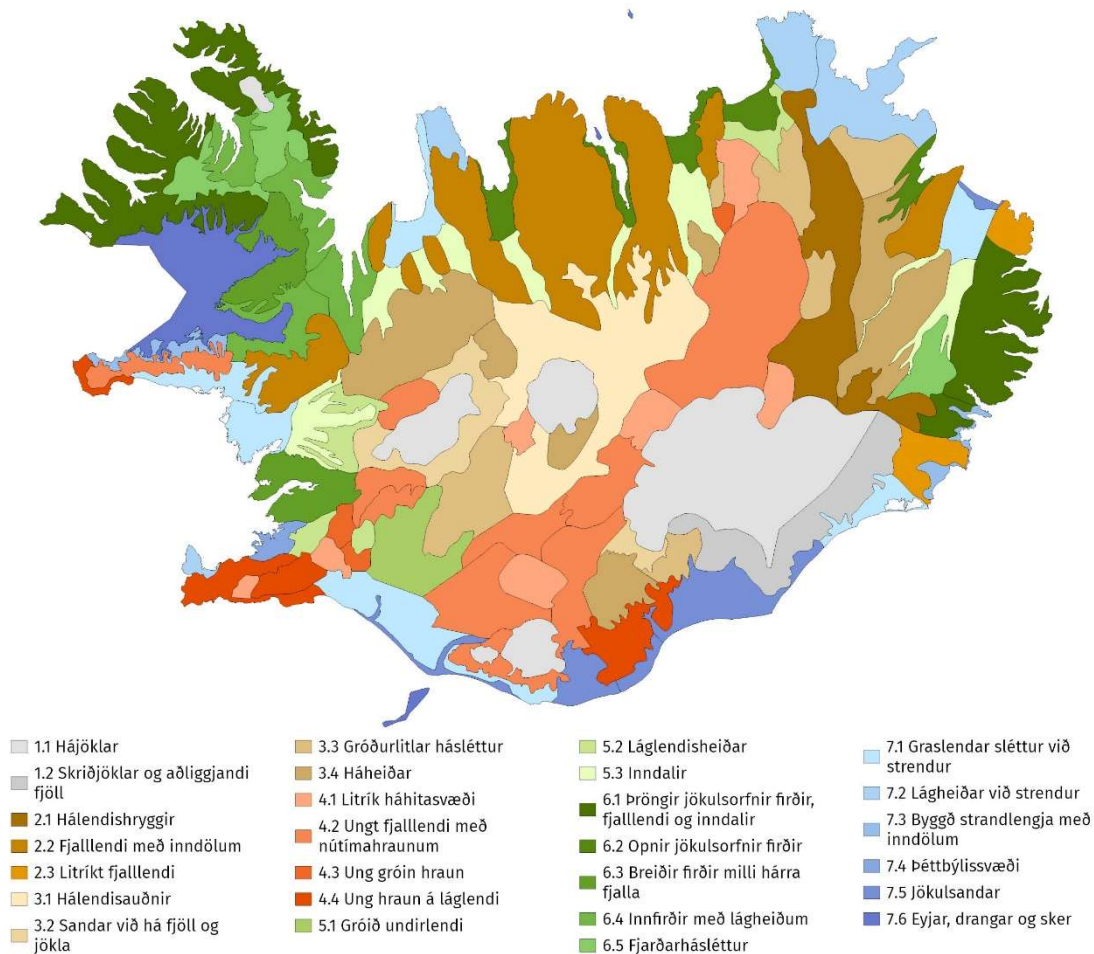 1.1 Hájöklar
1.2 Skriðjöklar og aðliggjandi
fjöll
2.1 Hálendishryggir
2.2 Fjalllendi með inndölum
2.3 Litríkt fjalllendi
3.1 Hálendisauðnir
3.2 Sandar við há fjöll og
jökla
3.3 Gróðurlitlar hásléttur
3.4 Háheiðar
4.1 Litrík háhitasvæði
4.2 Ungt fjalllendi með
nútímahraunum
4.3 Ung gróin hraun
4.4 Ung hraun á láglendi
5.1 Gróið undirlendi
5.2 Láglendisheiðar
5.3 Inndalir
6.1 Þröngir jökulsorfnir firðir,
fjalllendi og inndalir
6.2 Opnir jökulsorfnir firðir
6.3 Breiðir firðir milli hárra
fjalla
6.4 Innfirðir með lágheiðum
6.5 Fjarðarhásléttur
7.1 Graslendar sléttur við
strendur
7.2 Lágheiðar við strendur
7.3 Byggð strandlengja með
inndölum
7.4 Þéttbýlissvæði
7.5 Jökulsandar
7.6 Eyjar, drangar og sker